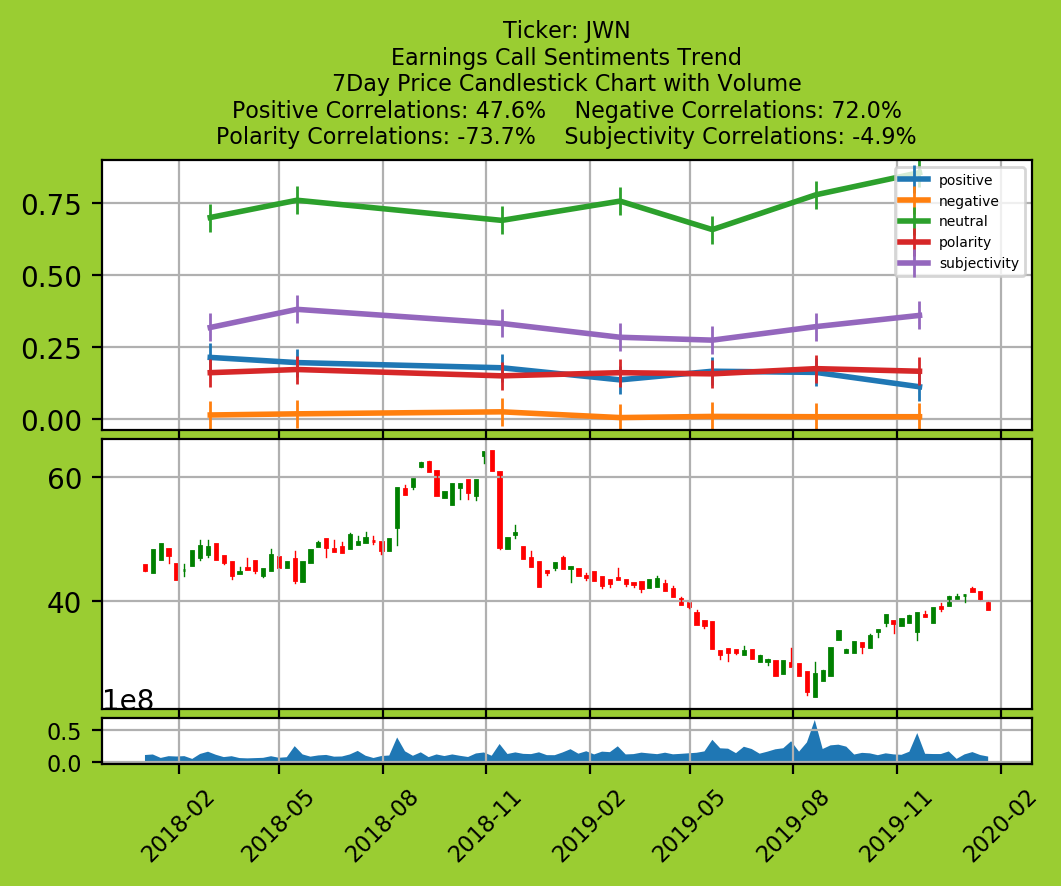 Ticker: JWN
Earnings Call Sentiments Trend
7Day Price Candlestick Chart with Volume
Positive Correlations: 47.6%    Negative Correlations: 72.0%
Polarity Correlations: -73.7%    Subjectivity Correlations: -4.9%
positive
negative
neutral
polarity
subjectivity
0.75
0.50
0.25
0.00
60
40
1e8
0.5
0.0
2018-02
2018-05
2018-08
2018-11
2019-02
2019-05
2019-08
2019-11
2020-02